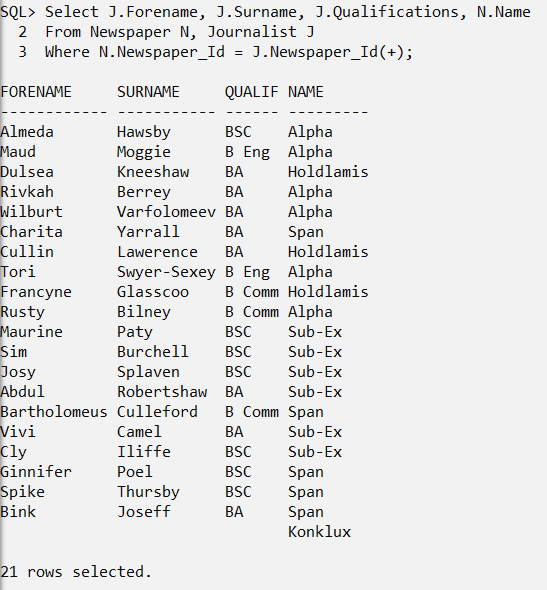 SQL> Select J.Forename, J.Surname, J.Qualifications, N.Name
2 From Newspaper N, Journalist J
3 Where N.Newspaper_Id = J.Newspaper_Id(+);
FORENAME SURNAME QUALIF NAME
------------ ----------- ------ ---------
Almeda Hawsby BSC Alpha
Maud Moggie B Eng Alpha
Dulsea Kneeshaw BA Holdlamis
Rivkah Berrey BA Alpha
Wilburt Varfolomeev BA Alpha
Charita Yarrall BA Span
Cullin Lawerence BA Holdlamis
Tori Swyer-Sexey B Eng Alpha
Francyne Glasscoo B Comm Holdlamis
Rusty Bilney B Comm Alpha
Maurine Paty BSC Sub-Ex
Sim Burchell BSC Sub-Ex
Josy Splaven BSC Sub-Ex
Abdul Robertshaw BA Sub-Ex
Bartholomeus Culleford B Comm Span
Vivi Camel BA Sub-Ex
Cly Iliffe BSC Sub-Ex
Ginnifer Poel BSC Span
Spike Thursby BSC Span
Bink Joseff BA Span
Konklux
21 rows selected.